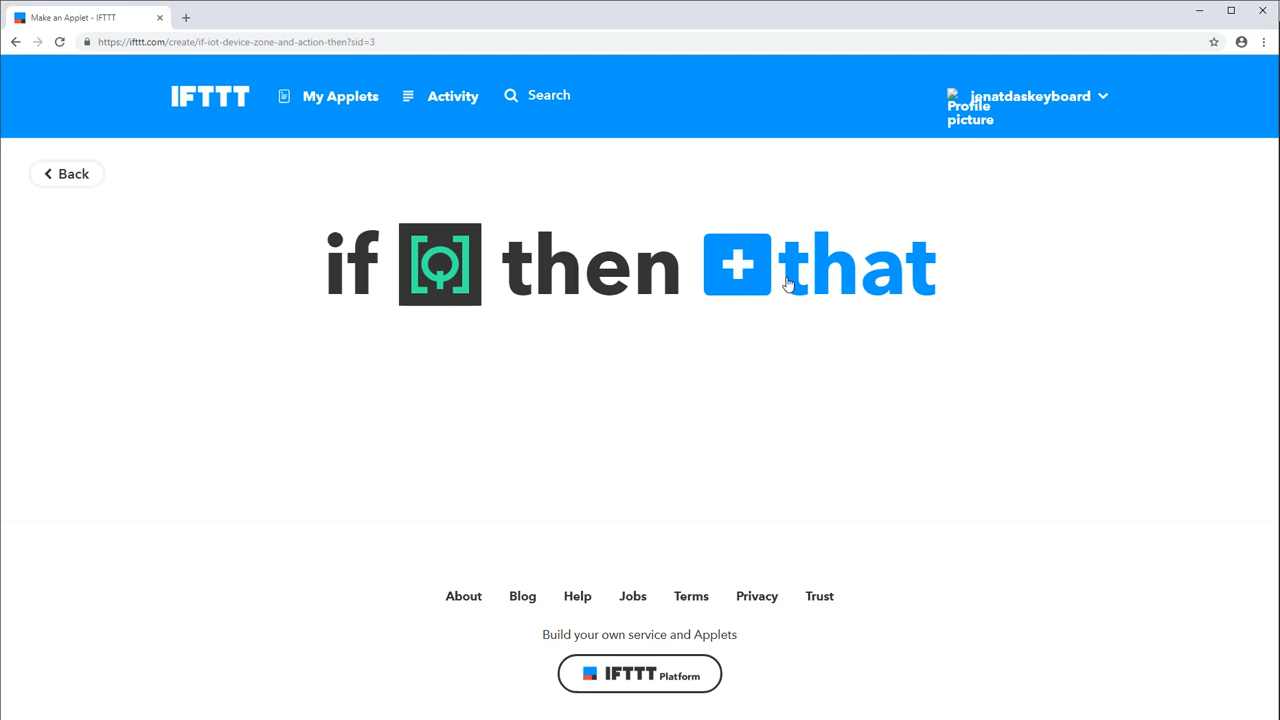 Make an Applet - IFTTT
https://ifttt.com/create/if-iot-device-zone-and-action-then?sid=3
IFTTT My Applets Activity Search Profile picture jenatdaskeyboard
Back
if [Q] then + that
About Blog Help Jobs Terms Privacy Trust
Build your own service and Applets
IFTTT Platform